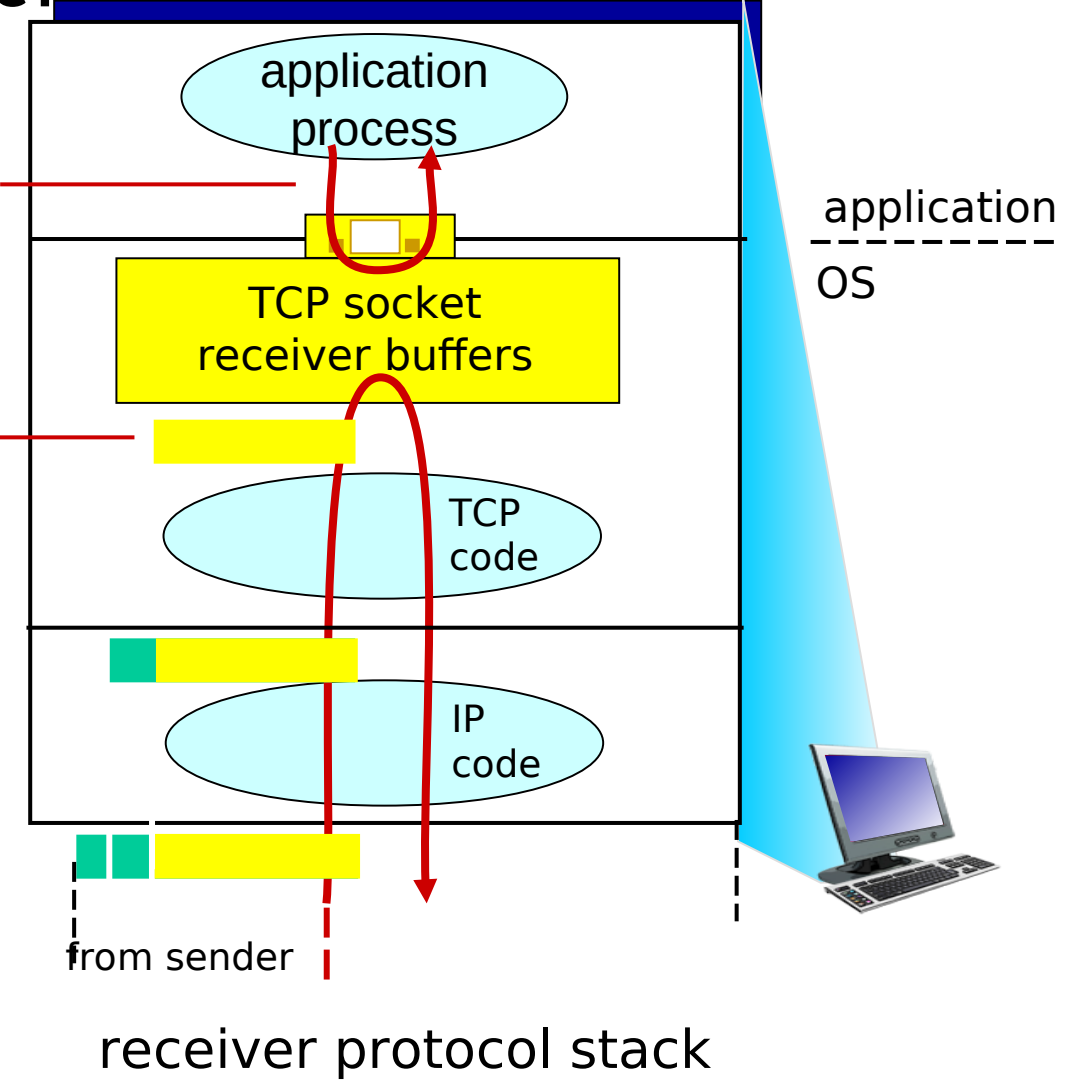 application
process
application
OS
TCP socket
receiver buffers
TCP
code
IP
code
from sender
receiver protocol stack